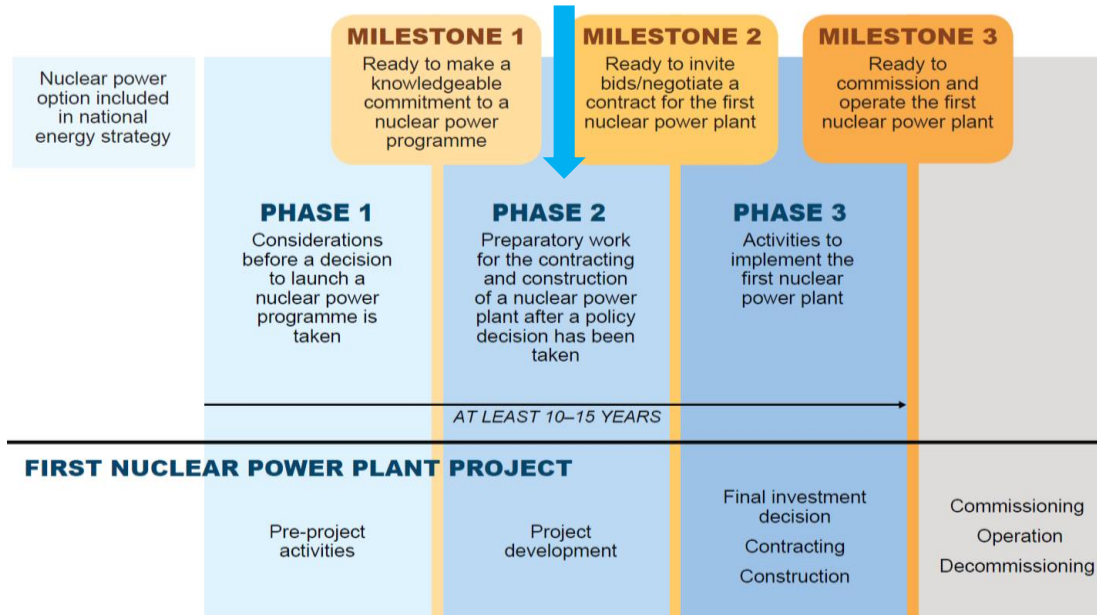 MILESTONE 1
Ready to make a
knowledgeable
commitment to a
nuclear power
programme
MILESTONE 2
Ready to invite
bids/negotiate a
contract for the first
nuclear power plant
MILESTONE 3
Ready to
commission and
operate the first
nuclear power plant
Nuclear power
option included
in national
energy strategy
PHASE 1
Considerations
before a decision
to launch a
nuclear power
programme is
taken
PHASE 2
Preparatory work
for the contracting
and construction
of a nuclear power
plant after a policy
decision has been
taken
PHASE 3
Activities to
implement the
first nuclear
power plant
AT LEAST 10–15 YEARS
FIRST NUCLEAR POWER PLANT PROJECT
Pre-project
activities
Project
development
Final investment
decision
Contracting
Construction
Commissioning
Operation
Decommissioning